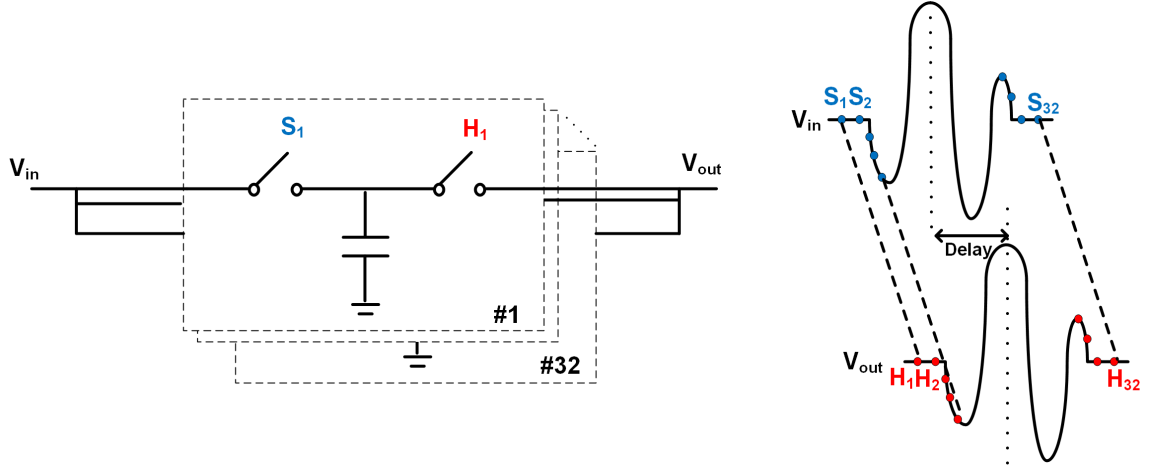 S₁
H₁
Vin
Vout
#1
#32
S₁S₂
S₃₂
Vin
Delay
Vout
H₁H₂
H₃₂